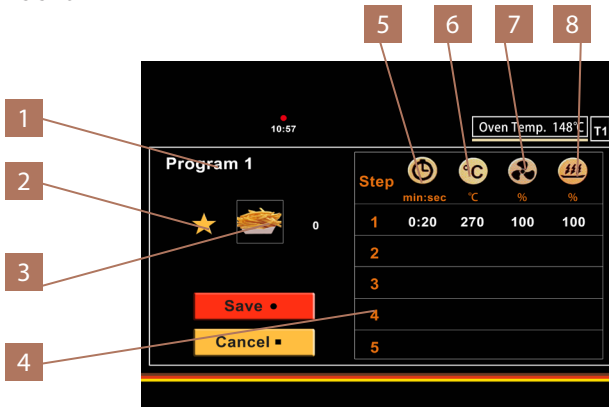 5 6 7 8
1
10:57
Oven Temp. 148℃ T1
2
Program 1
Step
min:sec ℃ % %
°C
0
1 0:20 270 100 100
2
3
3
Save
4
4
Cancel
5